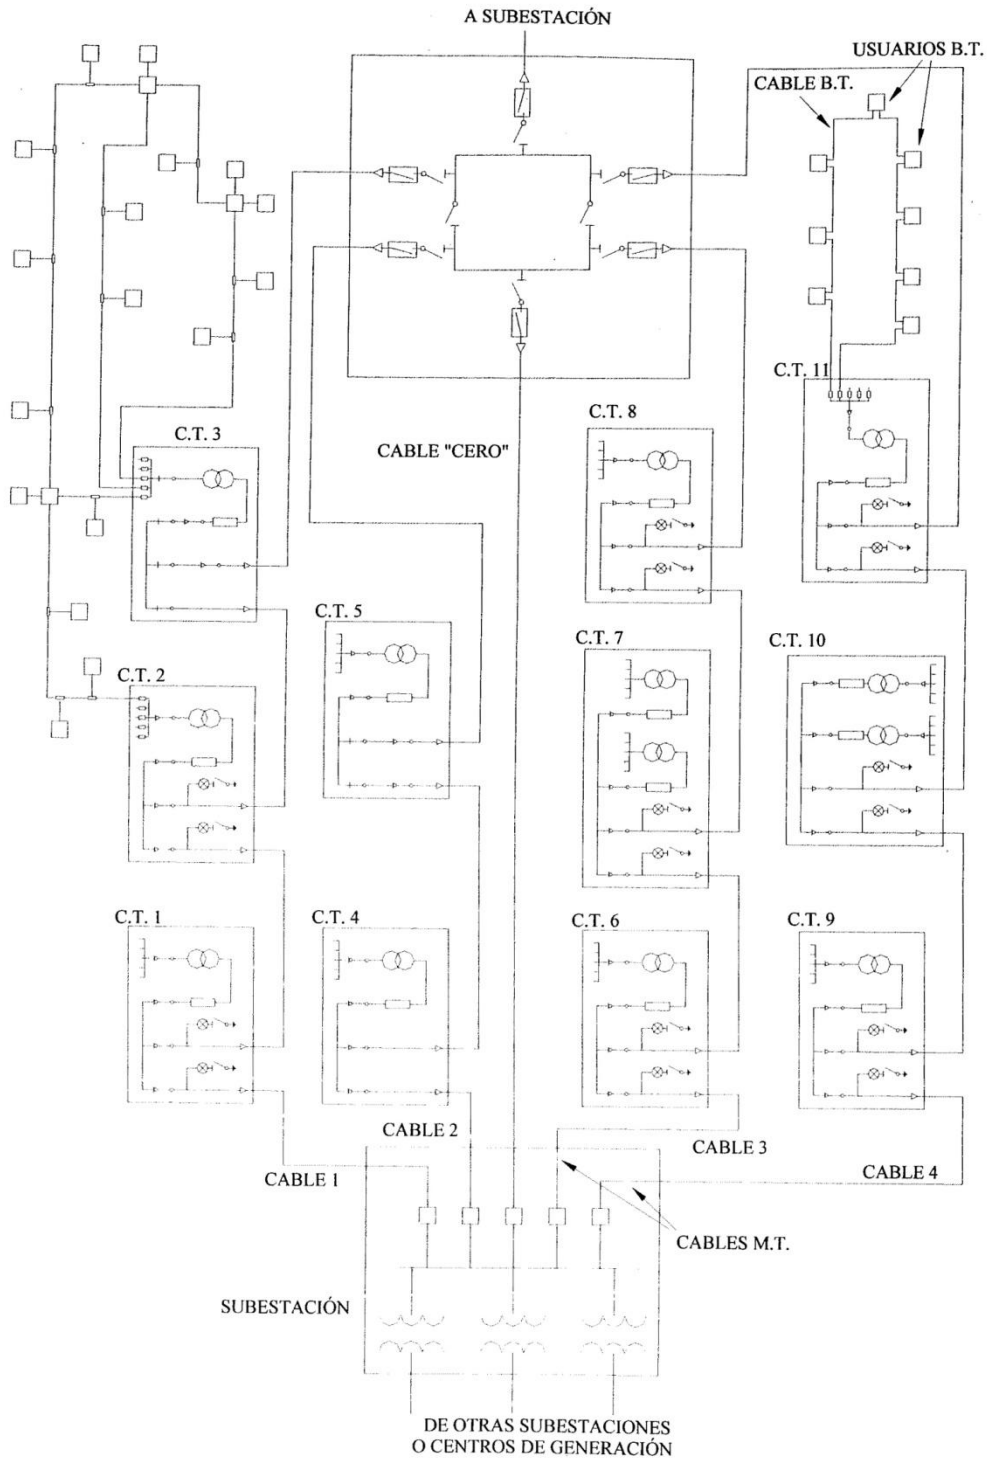 A SUBESTACIÓN
USUARIOS B.T.
CABLE B.T.
C.T. 11
C.T. 8
C.T. 3
CABLE "CERO"
C.T. 5
C.T. 7
C.T. 10
C.T. 2
C.T. 1
C.T. 4
C.T. 6
C.T. 9
CABLE 2
CABLE 3
CABLE 1
CABLE 4
CABLES M.T.
SUBESTACIÓN
DE OTRAS SUBESTACIONES
O CENTROS DE GENERACIÓN